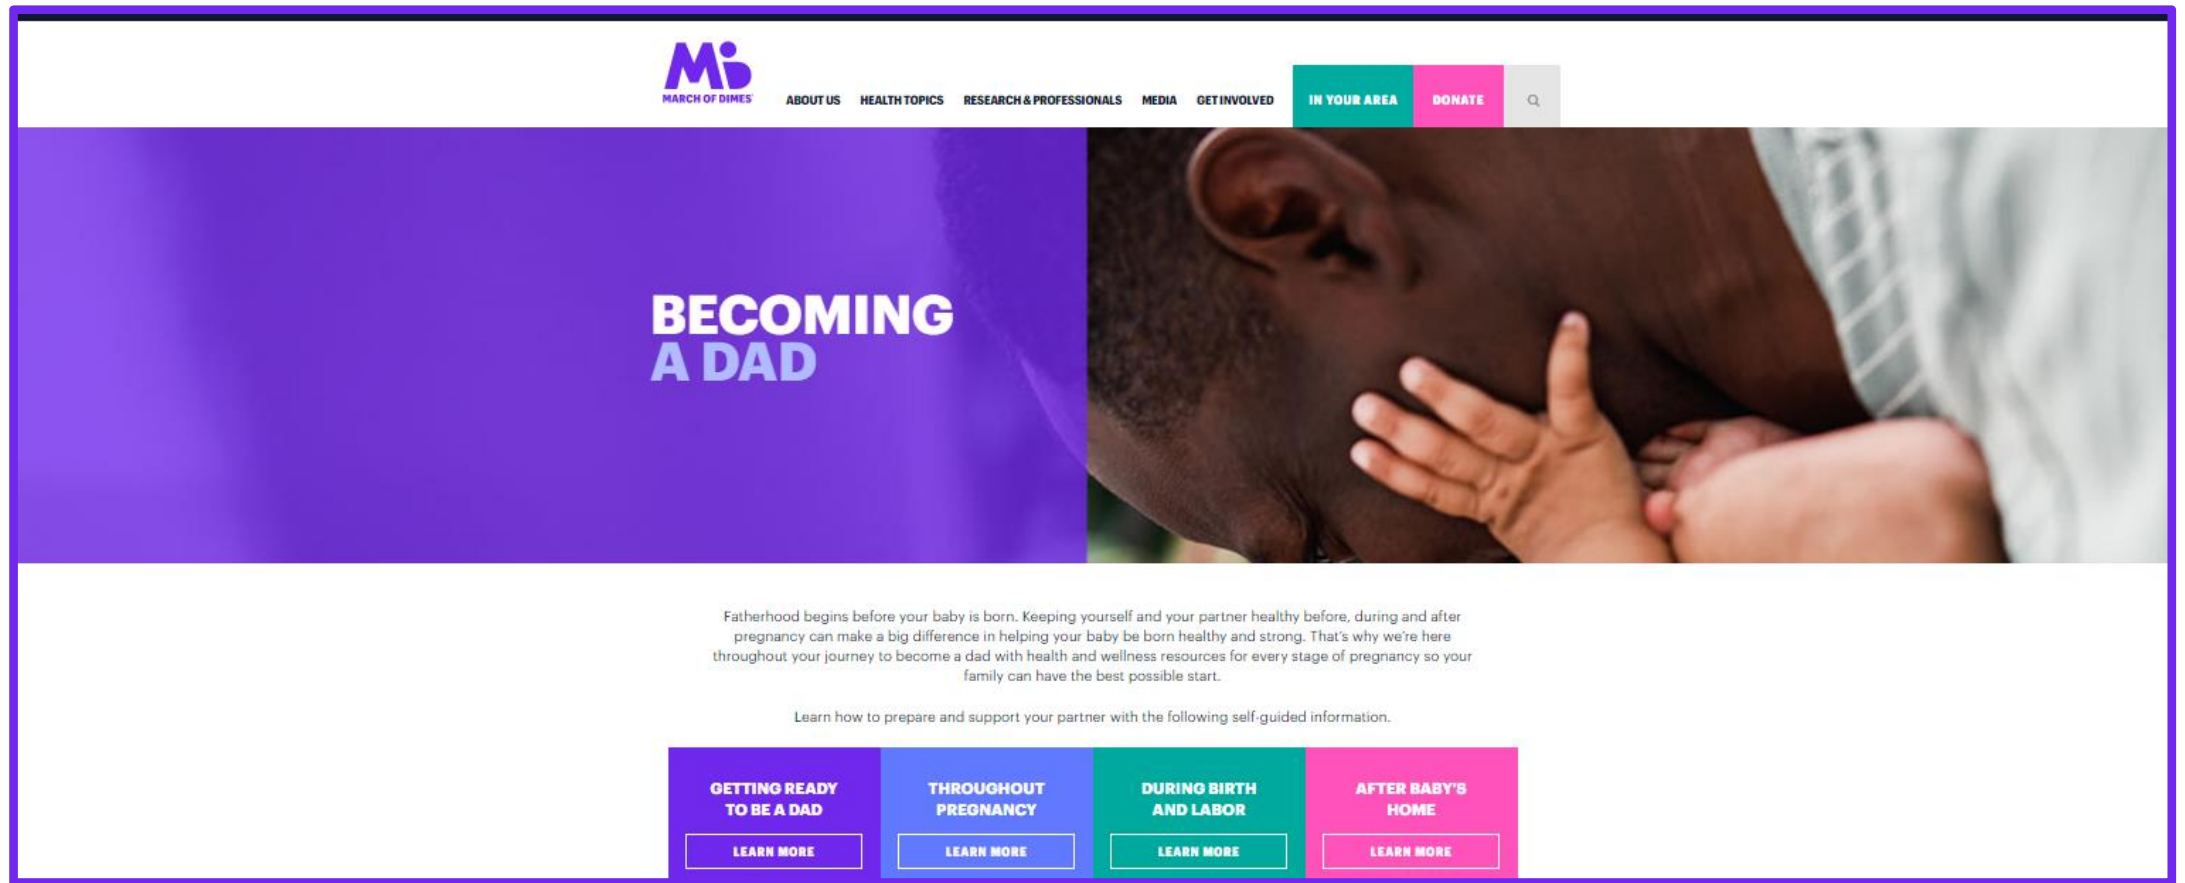 MARCH OF DIMES
ABOUT US HEALTH TOPICS RESEARCH & PROFESSIONALS MEDIA GET INVOLVED IN YOUR AREA DONATE
BECOMING
A DAD
Fatherhood begins before your baby is born. Keeping yourself and your partner healthy before, during and after
pregnancy can make a big difference in helping your baby be born healthy and strong. That's why we're here
throughout your journey to become a dad with health and wellness resources for every stage of pregnancy so your
family can have the best possible start.
Learn how to prepare and support your partner with the following self-guided information.
GETTING READY
TO BE A DAD
LEARN MORE
THROUGHOUT
PREGNANCY
LEARN MORE
DURING BIRTH
AND LABOR
LEARN MORE
AFTER BABY'S
HOME
LEARN MORE